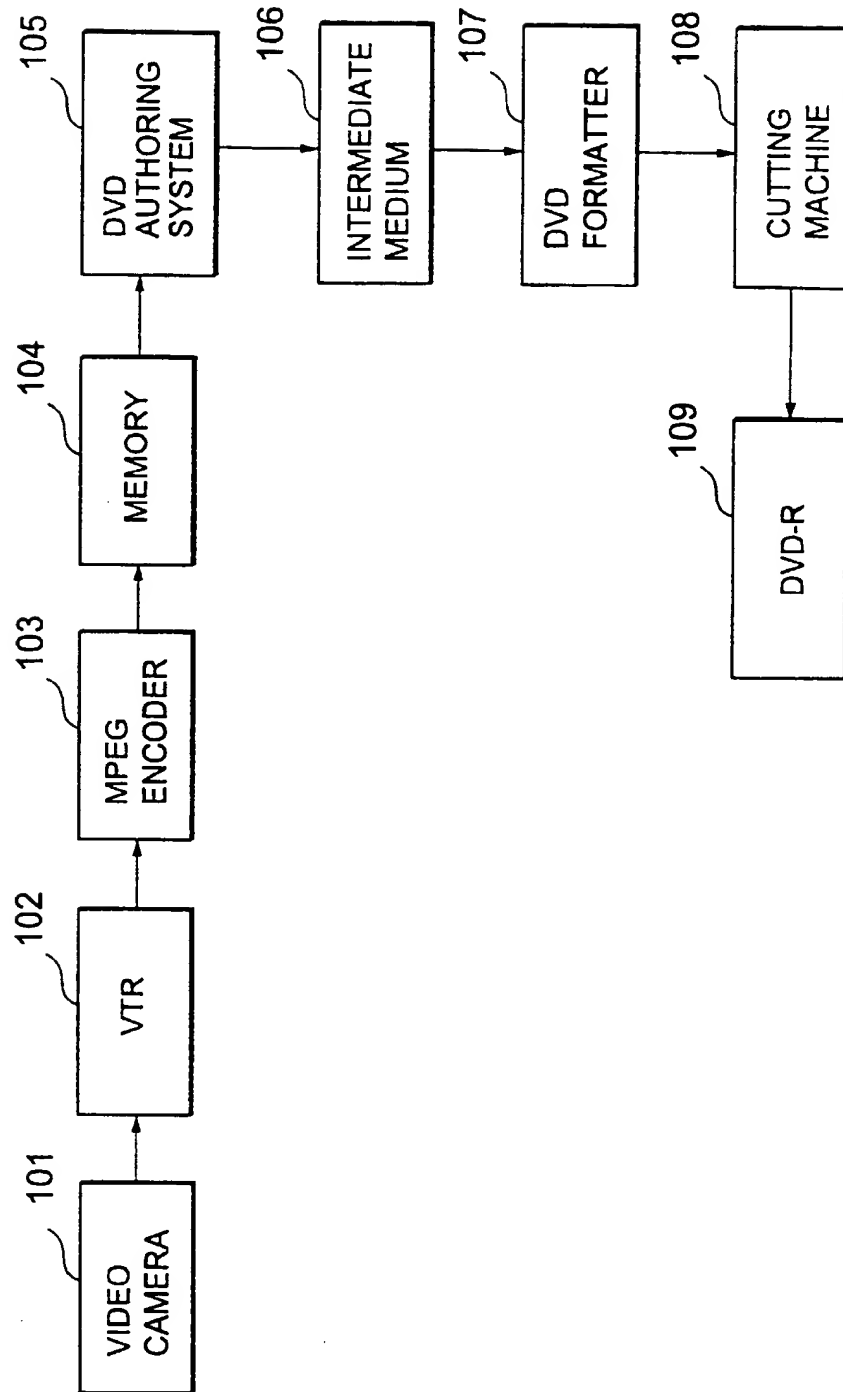 101
VIDEO
CAMERA
102
VTR
103
MPEG
ENCODER
104
MEMORY
105
DVD
AUTHORING
SYSTEM
106
INTERMEDIATE
MEDIUM
107
DVD
FORMATTER
108
CUTTING
MACHINE
109
DVD-R